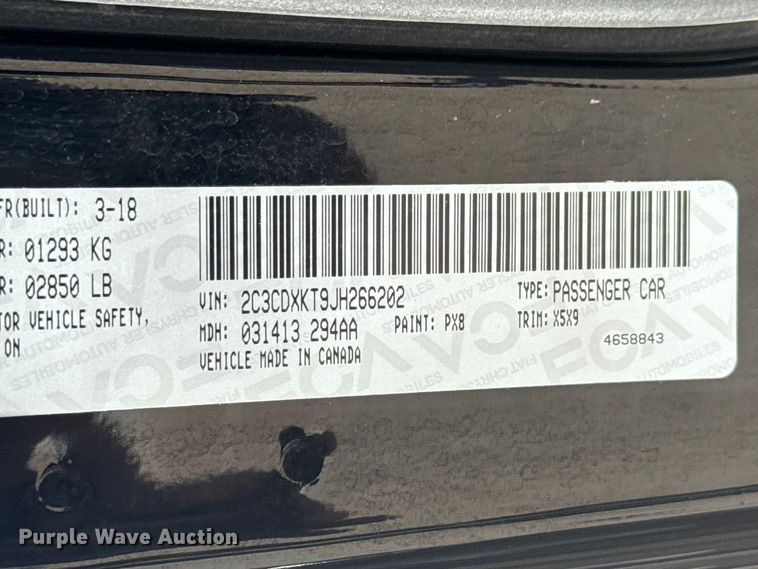 FR(BUILT): 3-18
R: 01293 KG
R: 02850 LB
TOR VEHICLE SAFETY,
ON
VIN: 2C3CDXKT9JH266202
TYPE: PASSENGER CAR
MDH: 031413 294AA
PAINT: PX8
TRIM: X5X9
VEHICLE MADE IN CANADA
4658843
Purple Wave Auction